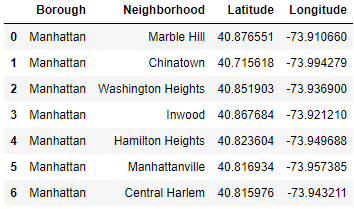 Borough Neighborhood Latitude Longitude
0 Manhattan Marble Hill 40.876551 -73.910660
1 Manhattan Chinatown 40.715618 -73.994279
2 Manhattan Washington Heights 40.851903 -73.936900
3 Manhattan Inwood 40.867684 -73.921210
4 Manhattan Hamilton Heights 40.823604 -73.949688
5 Manhattan Manhattanville 40.816934 -73.957385
6 Manhattan Central Harlem 40.815976 -73.943211